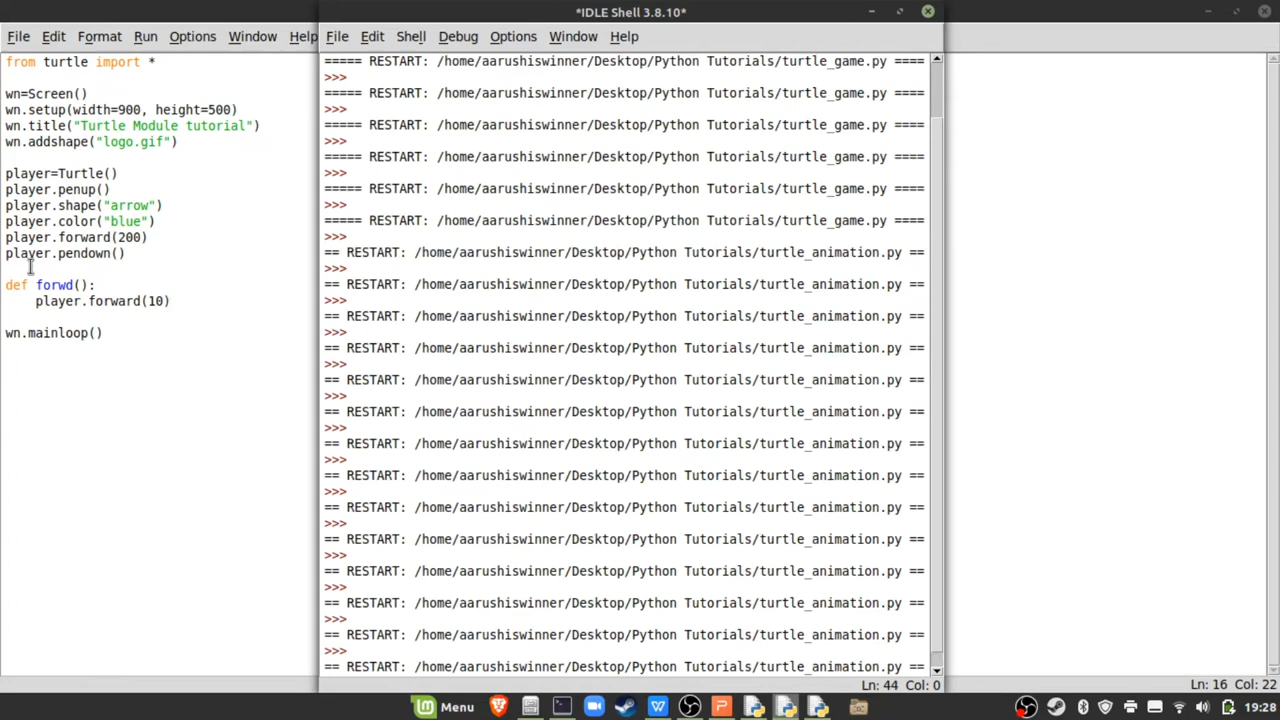 *IDLE Shell 3.8.10*
File Edit Format Run Options Window Help
File Edit Shell Debug Options Window Help
from turtle import *
wn=Screen()
wn.setup(width=900, height=500)
wn.title("Turtle Module tutorial")
wn.addshape("logo.gif")
player=Turtle()
player.penup()
player.shape("arrow")
player.color("blue")
player.forward(200)
player.pendown()
def forwd():
player.forward(10)
wn.mainloop()
===== RESTART: /home/aarushiswinner/Desktop/Python Tutorials/turtle_game.py ====
>>>
===== RESTART: /home/aarushiswinner/Desktop/Python Tutorials/turtle_game.py ====
>>>
===== RESTART: /home/aarushiswinner/Desktop/Python Tutorials/turtle_game.py ====
>>>
===== RESTART: /home/aarushiswinner/Desktop/Python Tutorials/turtle_game.py ====
>>>
===== RESTART: /home/aarushiswinner/Desktop/Python Tutorials/turtle_game.py ====
>>>
===== RESTART: /home/aarushiswinner/Desktop/Python Tutorials/turtle_game.py ====
>>>
== RESTART: /home/aarushiswinner/Desktop/Python Tutorials/turtle_animation.py ==
>>>
== RESTART: /home/aarushiswinner/Desktop/Python Tutorials/turtle_animation.py ==
>>>
== RESTART: /home/aarushiswinner/Desktop/Python Tutorials/turtle_animation.py ==
>>>
== RESTART: /home/aarushiswinner/Desktop/Python Tutorials/turtle_animation.py ==
>>>
== RESTART: /home/aarushiswinner/Desktop/Python Tutorials/turtle_animation.py ==
>>>
== RESTART: /home/aarushiswinner/Desktop/Python Tutorials/turtle_animation.py ==
>>>
== RESTART: /home/aarushiswinner/Desktop/Python Tutorials/turtle_animation.py ==
>>>
== RESTART: /home/aarushiswinner/Desktop/Python Tutorials/turtle_animation.py ==
>>>
== RESTART: /home/aarushiswinner/Desktop/Python Tutorials/turtle_animation.py ==
>>>
== RESTART: /home/aarushiswinner/Desktop/Python Tutorials/turtle_animation.py ==
>>>
== RESTART: /home/aarushiswinner/Desktop/Python Tutorials/turtle_animation.py ==
>>>
== RESTART: /home/aarushiswinner/Desktop/Python Tutorials/turtle_animation.py ==
>>>
== RESTART: /home/aarushiswinner/Desktop/Python Tutorials/turtle_animation.py ==
>>>
== RESTART: /home/aarushiswinner/Desktop/Python Tutorials/turtle_animation.py ==
Ln: 44 Col: 0
Ln: 16 Col: 22
Menu
19:28